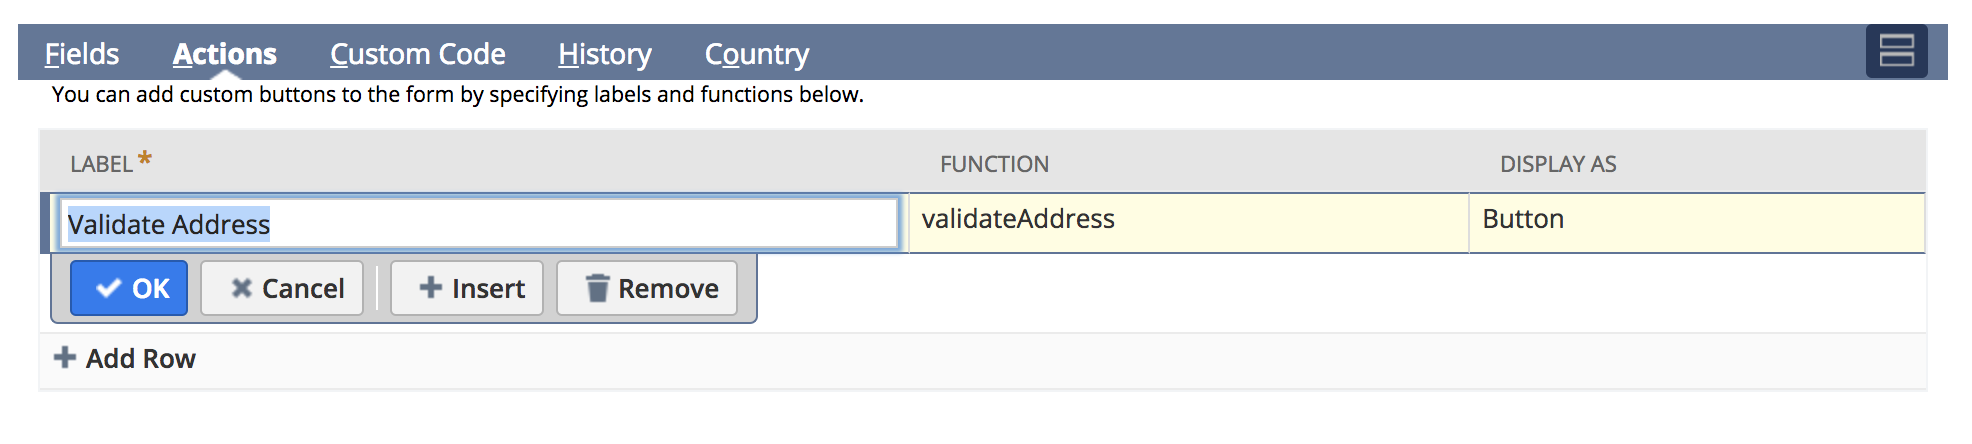 Fields Actions Custom Code History Country
You can add custom buttons to the form by specifying labels and functions below.
LABEL * FUNCTION DISPLAY AS
Validate Address validateAddress Button
OK Cancel Insert Remove
Add Row